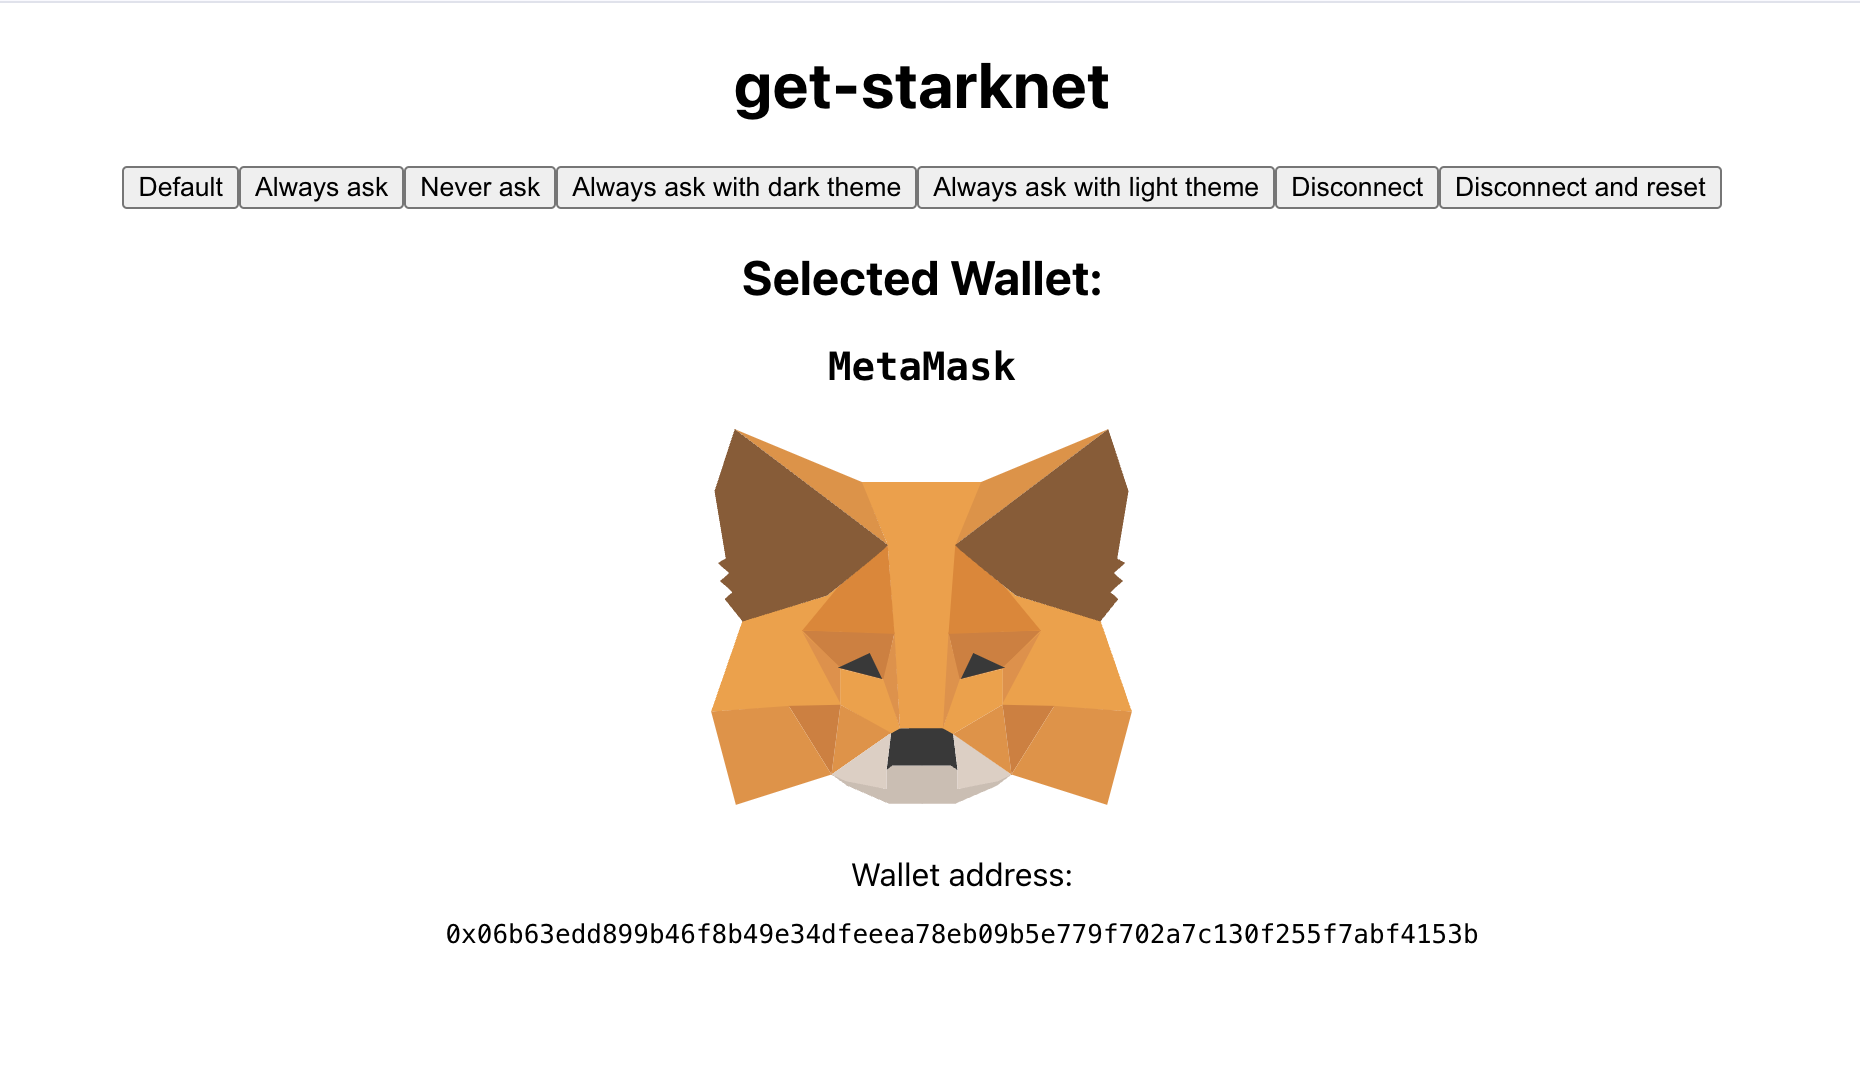 get-starknet
Default Always ask Never ask Always ask with dark theme Always ask with light theme Disconnect Disconnect and reset
Selected Wallet:
MetaMask
Wallet address:
0x06b63edd899b46f8b49e34dfeeea78eb09b5e779f702a7c130f255f7abf4153b